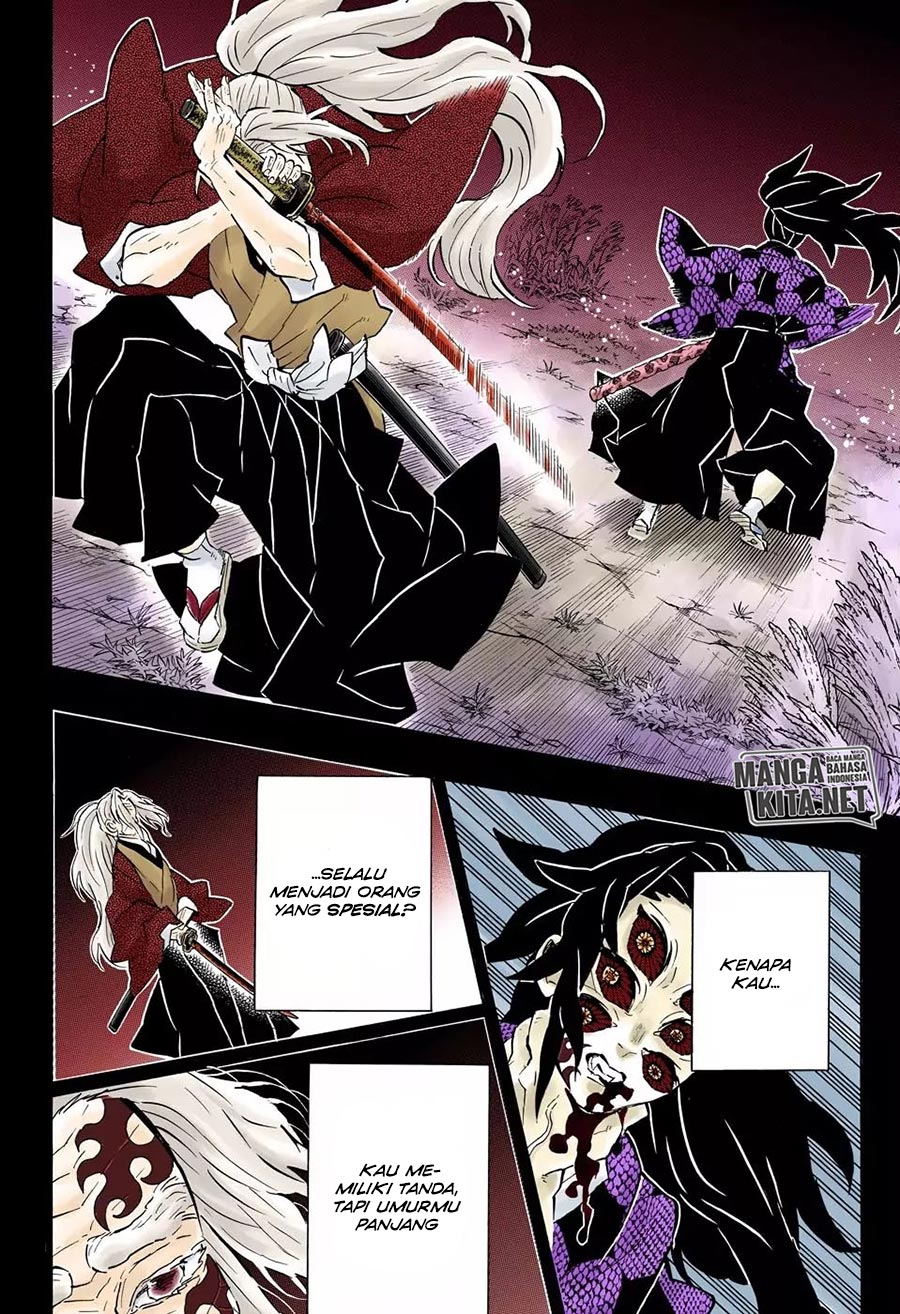 MANGA
BACA MANGA
BAHASA
INDONESIA
KITA.NET
KENAPA
KAU...
...SELALU
MENJADI ORANG
YANG SPESIAL?
KAU ME-
MILIKI TANDA,
TAPI UMURMU
PANJANG